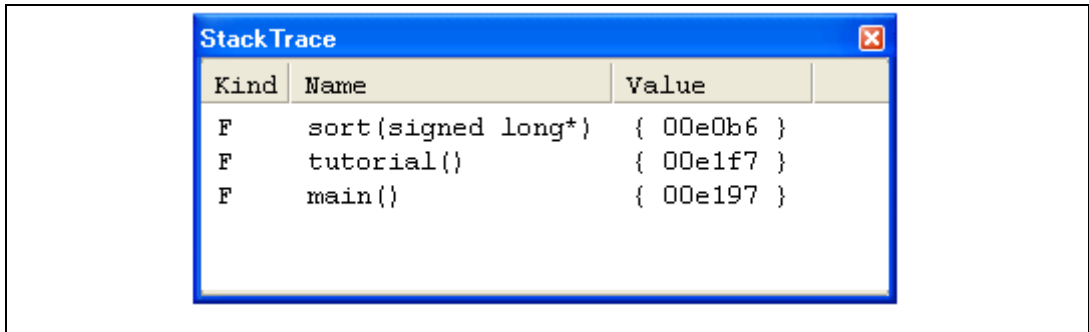 StackTrace
Kind Name Value
F sort(signed long*) { 00e0b6 }
F tutorial() { 00e1f7 }
F main() { 00e197 }